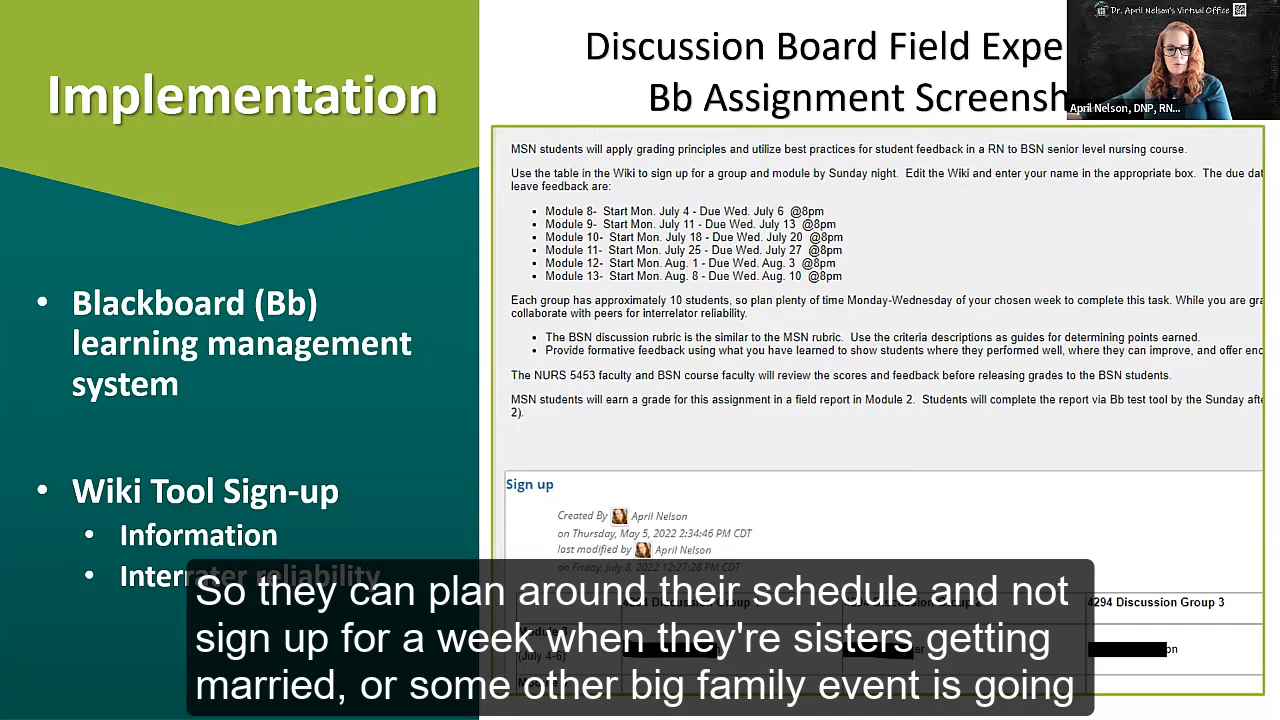 Implementation
Discussion Board Field Expe
Bb Assignment Screensh
Dr. April Nelson's Virtual Office
April Nelson, DNP, RN...
• Blackboard (Bb)
learning management
system
• Wiki Tool Sign-up
• Information
• Interrater reliability
MSN students will apply grading principles and utilize best practices for student feedback in a RN to BSN senior level nursing course.
Use the table in the Wiki to sign up for a group and module by Sunday night. Edit the Wiki and enter your name in the appropriate box. The due dat
leave feedback are:
• Module 8- Start Mon. July 4 - Due Wed. July 6 @8pm
• Module 9- Start Mon. July 11 - Due Wed. July 13 @8pm
• Module 10- Start Mon. July 18 - Due Wed. July 20 @8pm
• Module 11- Start Mon. July 25 - Due Wed. July 27 @8pm
• Module 12- Start Mon. Aug. 1 - Due Wed. Aug. 3 @8pm
• Module 13- Start Mon. Aug. 8 - Due Wed. Aug. 10 @8pm
Each group has approximately 10 students, so plan plenty of time Monday-Wednesday of your chosen week to complete this task. While you are gra
collaborate with peers for interrelator reliability.
• The BSN discussion rubric is the similar to the MSN rubric. Use the criteria descriptions as guides for determining points earned.
• Provide formative feedback using what you have learned to show students where they performed well, where they can improve, and offer enc
The NURS 5453 faculty and BSN course faculty will review the scores and feedback before releasing grades to the BSN students.
MSN students will earn a grade for this assignment in a field report in Module 2. Students will complete the report via Bb test tool by the Sunday afte
2).
Sign up
Created By April Nelson
on Thursday, May 5, 2022 2:34:46 PM CDT
last modified by April Nelson
on Friday, July 8, 2022 12:27:28 PM CDT
4294 Discussion Group 3
(July 4-6)
on
So they can plan around their schedule and not
sign up for a week when they're sisters getting
married, or some other big family event is going